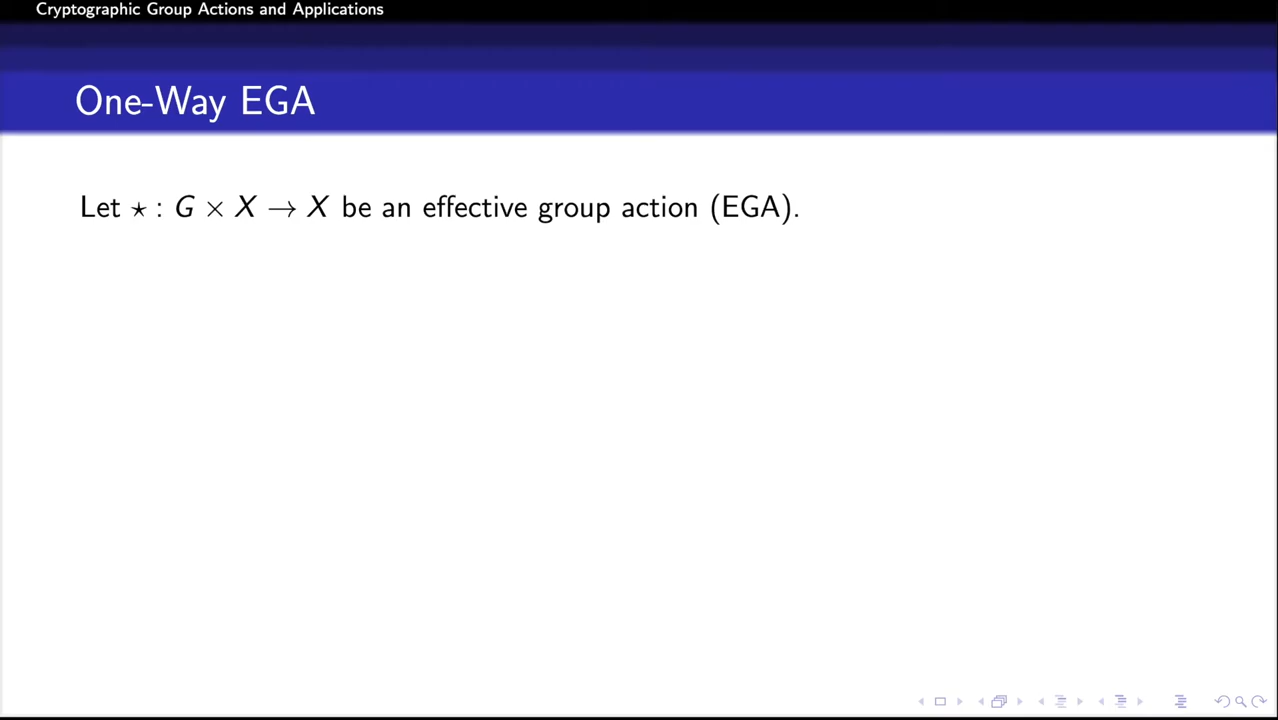 Cryptographic Group Actions and Applications
One-Way EGA
Let ⋆ : G × X → X be an effective group action (EGA).